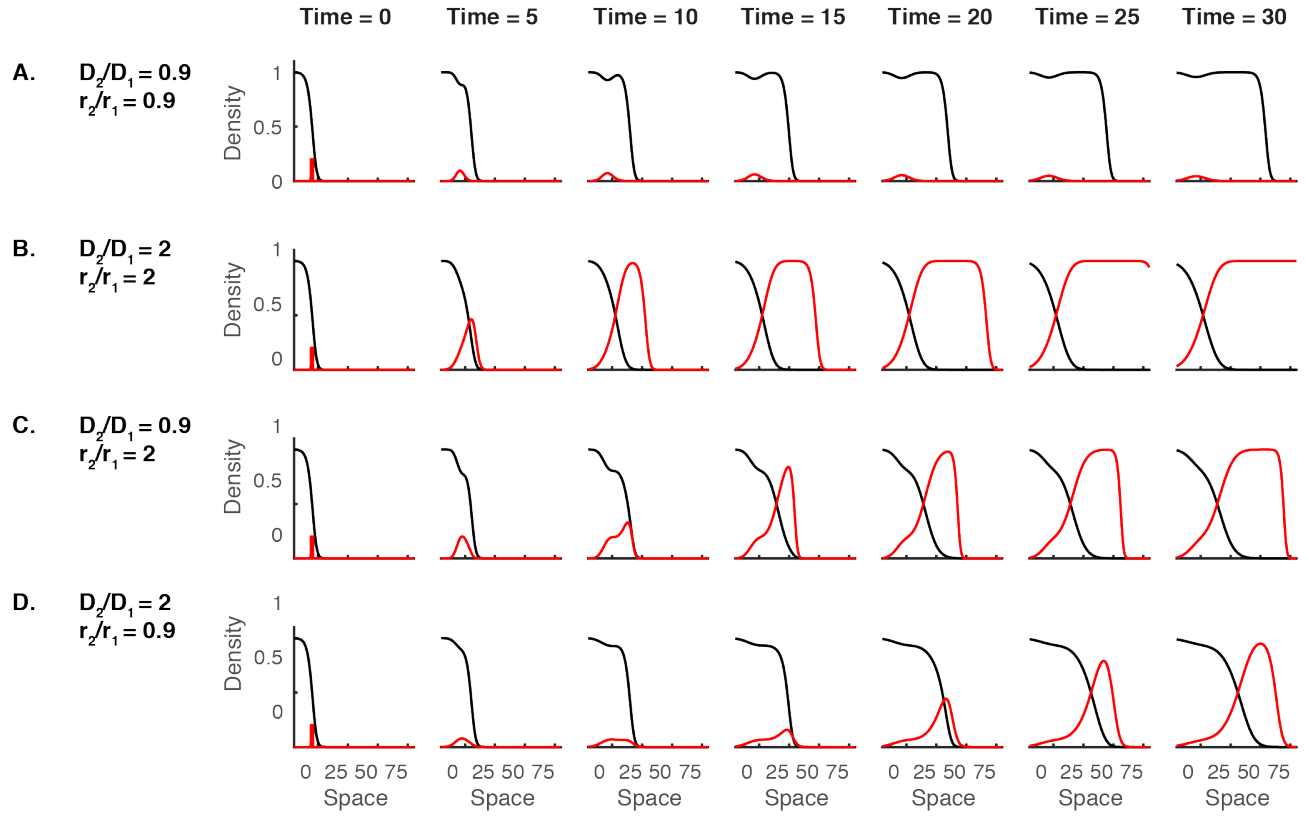 Time = 0 Time = 5 Time = 10 Time = 15 Time = 20 Time = 25 Time = 30
A. D2/D1 = 0.9
r2/r1 = 0.9
1
0.5
0
Density
B. D2/D1 = 2
r2/r1 = 2
1
0.5
0
Density
C. D2/D1 = 0.9
r2/r1 = 2
1
0.5
0
Density
D. D2/D1 = 2
r2/r1 = 0.9
1
0.5
0
Density
0 25 50 75 0 25 50 75 0 25 50 75 0 25 50 75 0 25 50 75 0 25 50 75 0 25 50 75
Space Space Space Space Space Space Space